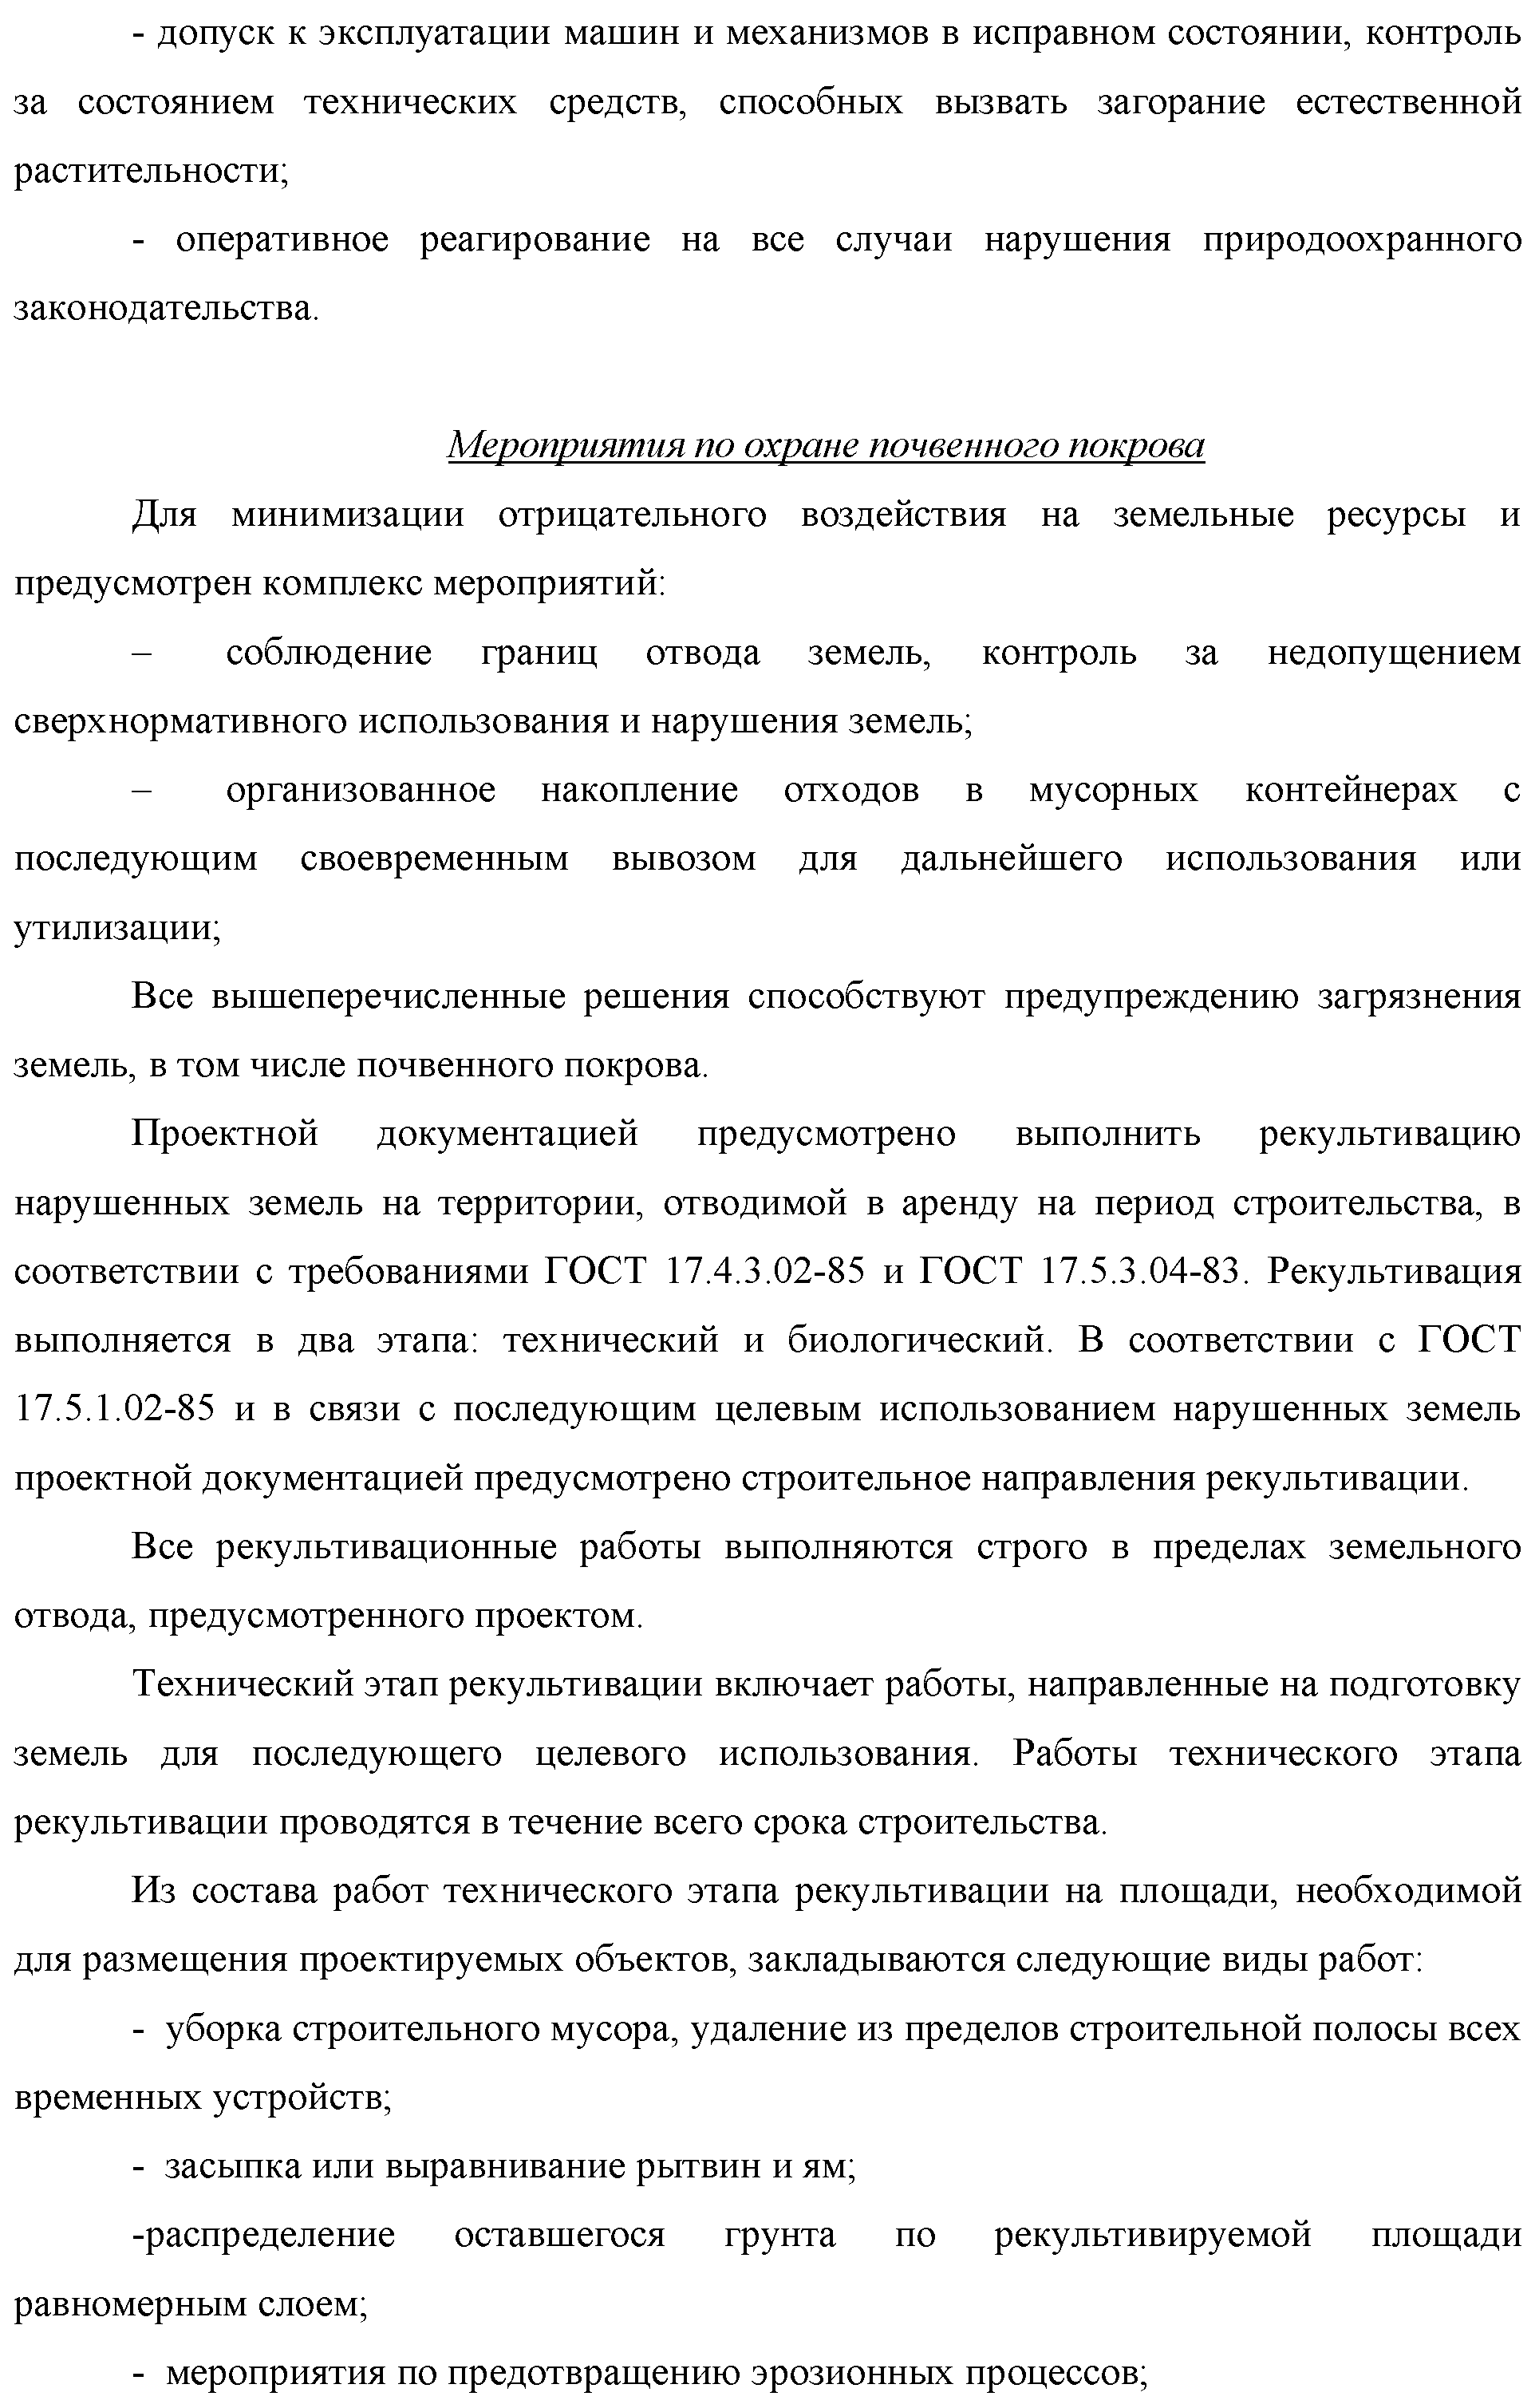 - допуск к эксплуатации машин и механизмов в исправном состоянии, контроль
за состоянием технических средств, способных вызвать загорание естественной
растительности;
- оперативное реагирование на все случаи нарушения природоохранного
законодательства.
Мероприятия по охране почвенного покрова
Для минимизации отрицательного воздействия на земельные ресурсы и
предусмотрен комплекс мероприятий:
– соблюдение границ отвода земель, контроль за недопущением
сверхнормативного использования и нарушения земель;
– организованное накопление отходов в мусорных контейнерах с
последующим своевременным вывозом для дальнейшего использования или
утилизации;
Все вышеперечисленные решения способствуют предупреждению загрязнения
земель, в том числе почвенного покрова.
Проектной документацией предусмотрено выполнить рекультивацию
нарушенных земель на территории, отводимой в аренду на период строительства, в
соответствии с требованиями ГОСТ 17.4.3.02-85 и ГОСТ 17.5.3.04-83. Рекультивация
выполняется в два этапа: технический и биологический. В соответствии с ГОСТ
17.5.1.02-85 и в связи с последующим целевым использованием нарушенных земель
проектной документацией предусмотрено строительное направления рекультивации.
Все рекультивационные работы выполняются строго в пределах земельного
отвода, предусмотренного проектом.
Технический этап рекультивации включает работы, направленные на подготовку
земель для последующего целевого использования. Работы технического этапа
рекультивации проводятся в течение всего срока строительства.
Из состава работ технического этапа рекультивации на площади, необходимой
для размещения проектируемых объектов, закладываются следующие виды работ:
- уборка строительного мусора, удаление из пределов строительной полосы всех
временных устройств;
- засыпка или выравнивание рытвин и ям;
-распределение оставшегося грунта по рекультивируемой площади
равномерным слоем;
- мероприятия по предотвращению эрозионных процессов;